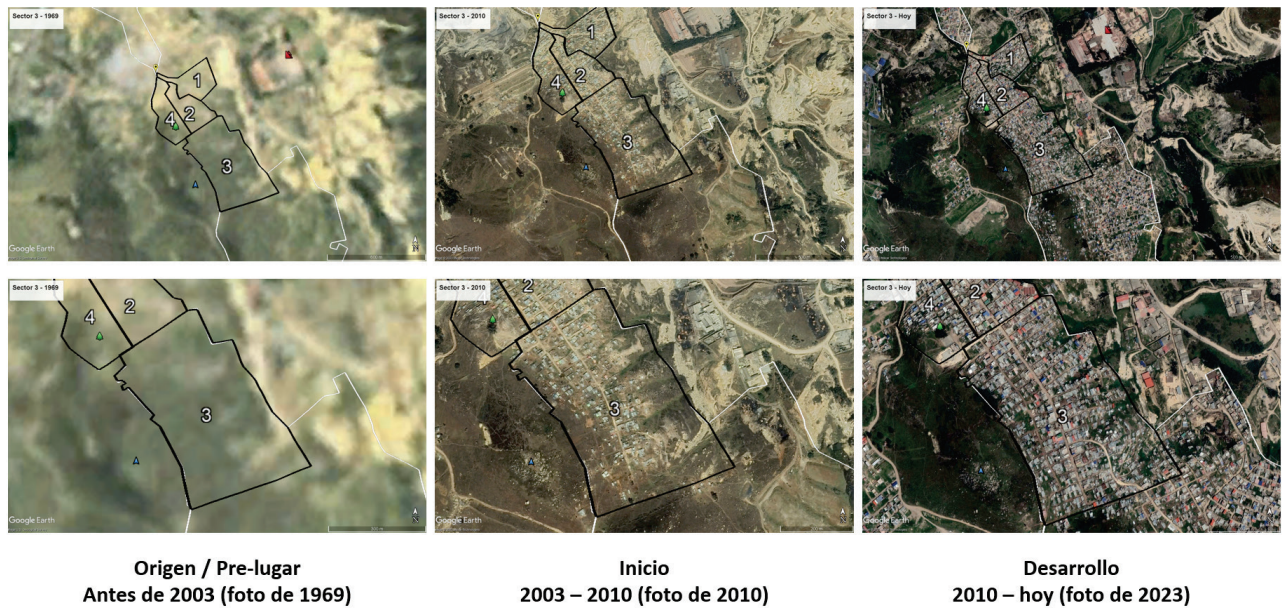 Sector 3 - 1969
1
2
4
3
Google Earth
N
Sector 3 - 2010
1
2
4
3
Google Earth
N
Sector 3 - Hoy
1
2
4
3
Google Earth
N
Sector 3 - 1969
2
4
3
Google Earth
N
Sector 3 - 2010
2
3
Google Earth
N
Sector 3 - Hoy
4
2
3
Google Earth
N
Origen / Pre-lugar
Antes de 2003 (foto de 1969)
Inicio
2003 – 2010 (foto de 2010)
Desarrollo
2010 – hoy (foto de 2023)